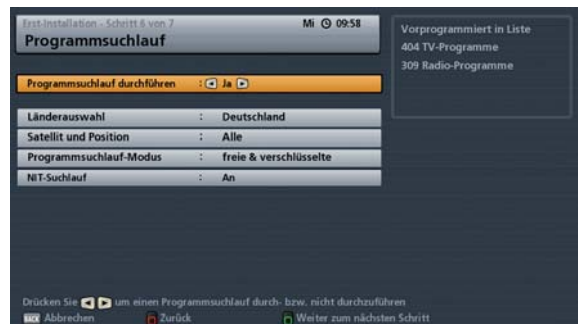 Erst-Installation - Schritt 6 von 7
Mi 09:58
Programmsuchlauf
Programmsuchlauf durchführen : Ja
Länderauswahl : Deutschland
Satellit und Position : Alle
Programmsuchlauf-Modus : freie & verschlüsselte
NIT-Suchlauf : An
Vorprogrammiert in Liste
404 TV-Programme
309 Radio-Programme
Drücken Sie um einen Programmsuchlauf durch- bzw. nicht durchzuführen
BACK Abbrechen Zurück Weiter zum nächsten Schritt